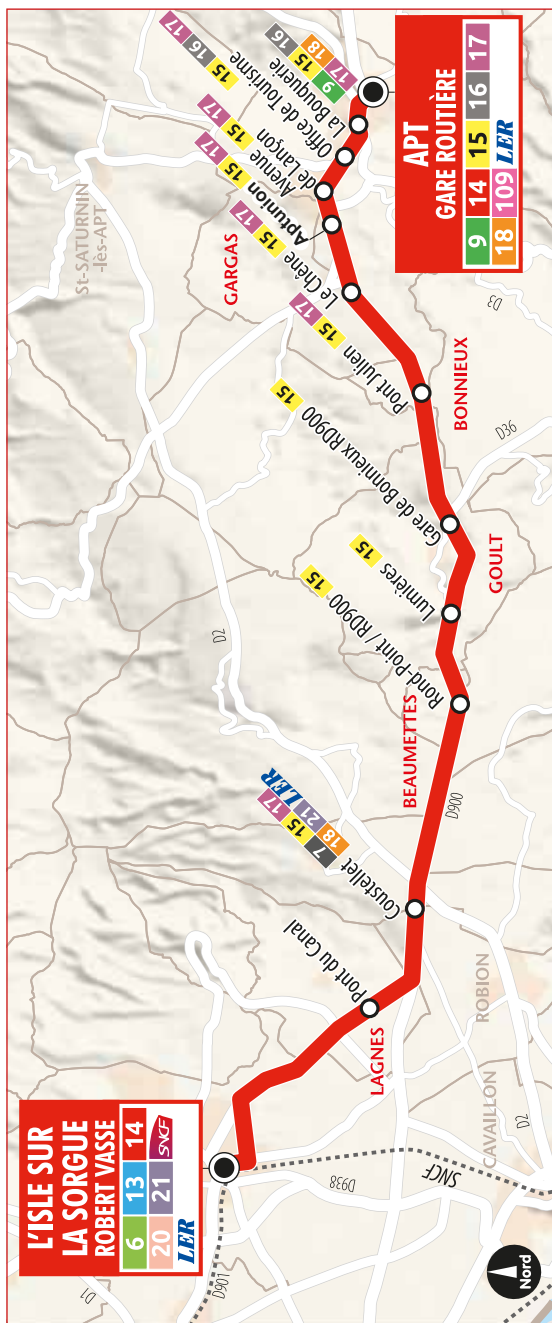 L'ISLE SUR
LA SORGUE
ROBERT VASSE
6 13 14
20 21 SNCF
LER
D1
D901
D938
SNCF
CAVAILLON
D2
ROBION
Nord
LAGNES
Pont du Canal
Coustellet
7 15 17
18 21 LER
D2
D900
BEAUMETTES
Rond-Point / RD900 15
Lumières 15
GOULT
Gare de Bonnieux RD900 15
D36
BONNIEUX
Pont Julien 15 17
Le Chêne 15 17
GARGAS
Aptunion 15 17
Avenue
de Lançon 15 17
Office de Tourisme 15 16 17
La Bouquerie
9 15 16
17 18
St-SATURNIN
-lès-APT
D3
APT
GARE ROUTIÈRE
9 14 15 16 17
18 109 LER